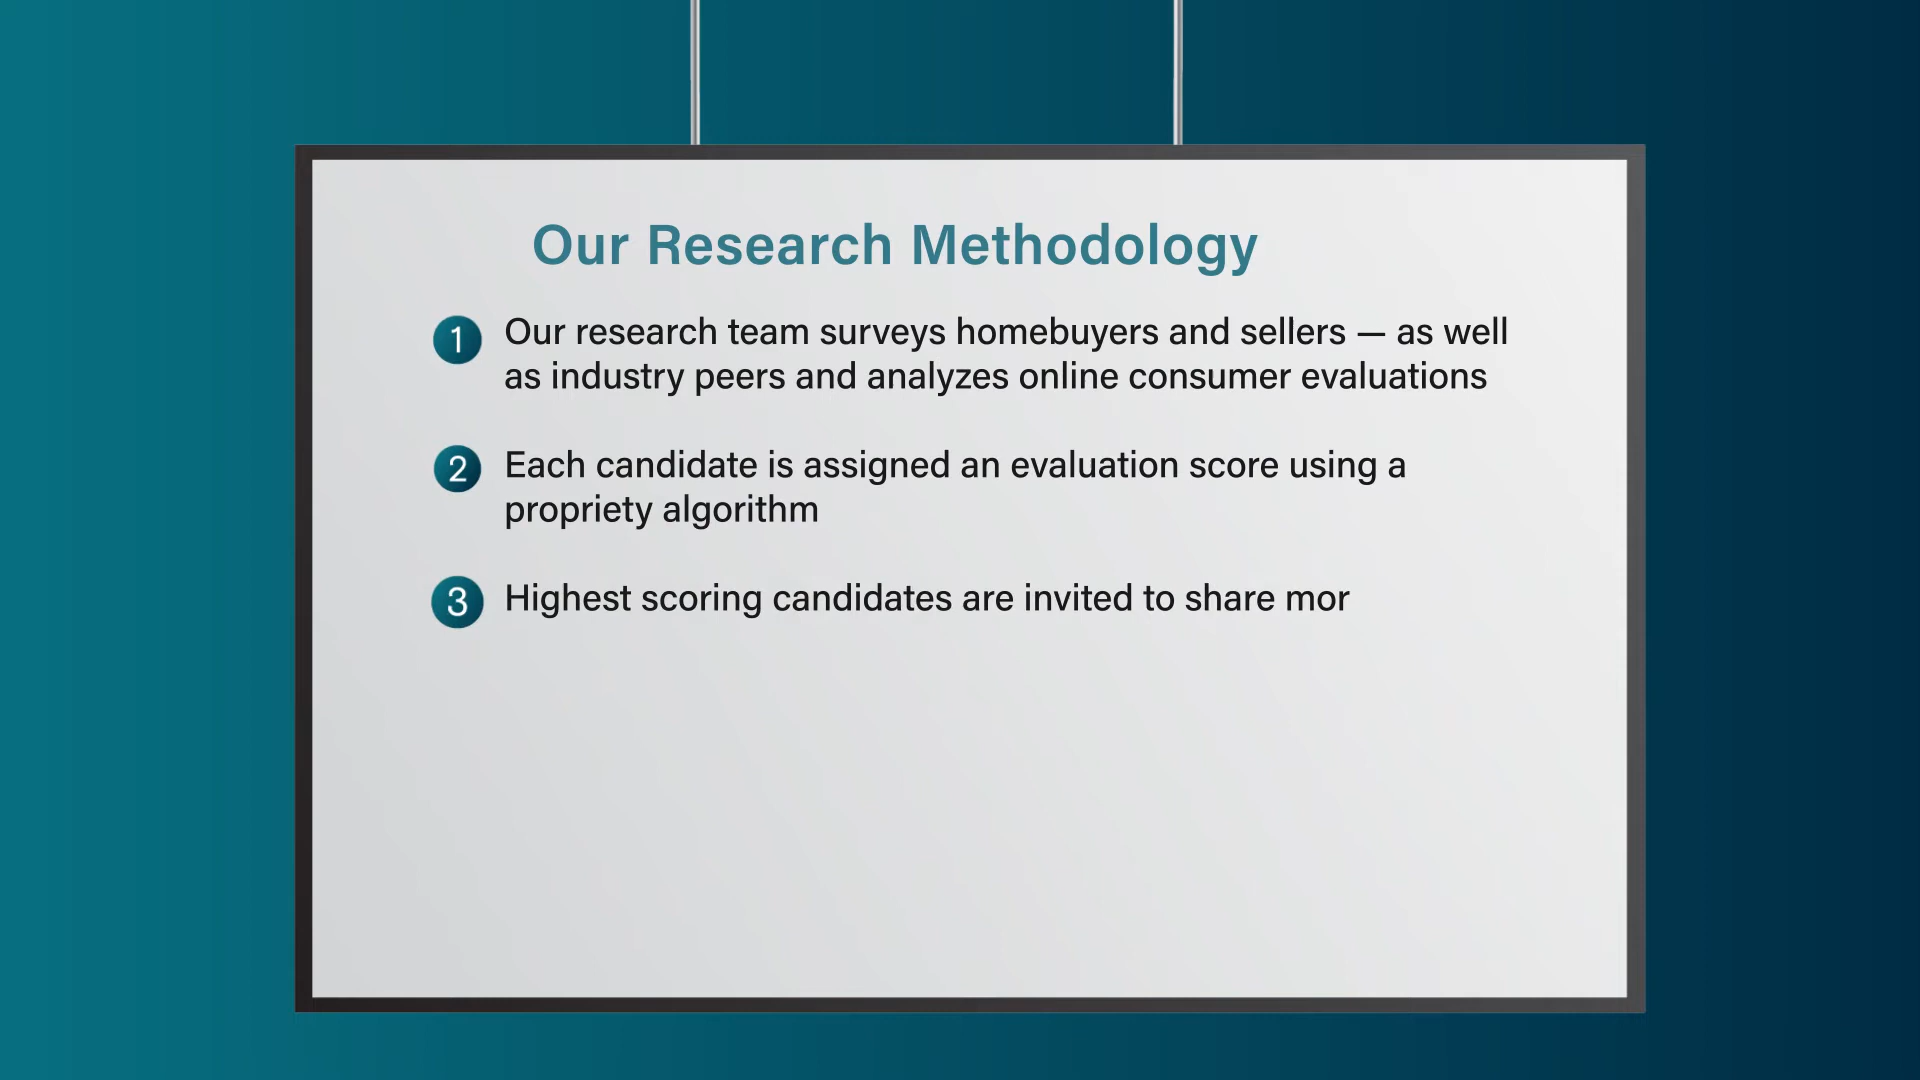 Our Research Methodology
1 Our research team surveys homebuyers and sellers — as well
as industry peers and analyzes online consumer evaluations
2 Each candidate is assigned an evaluation score using a
propriety algorithm
3 Highest scoring candidates are invited to share mor